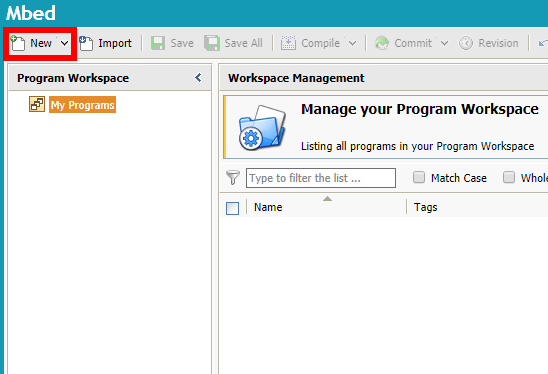 Mbed
New Import Save Save All Compile Commit Revision
Program Workspace
Workspace Management
My Programs
Manage your Program Workspace
Listing all programs in your Program Workspace
Type to filter the list ... Match Case Whole
Name Tags